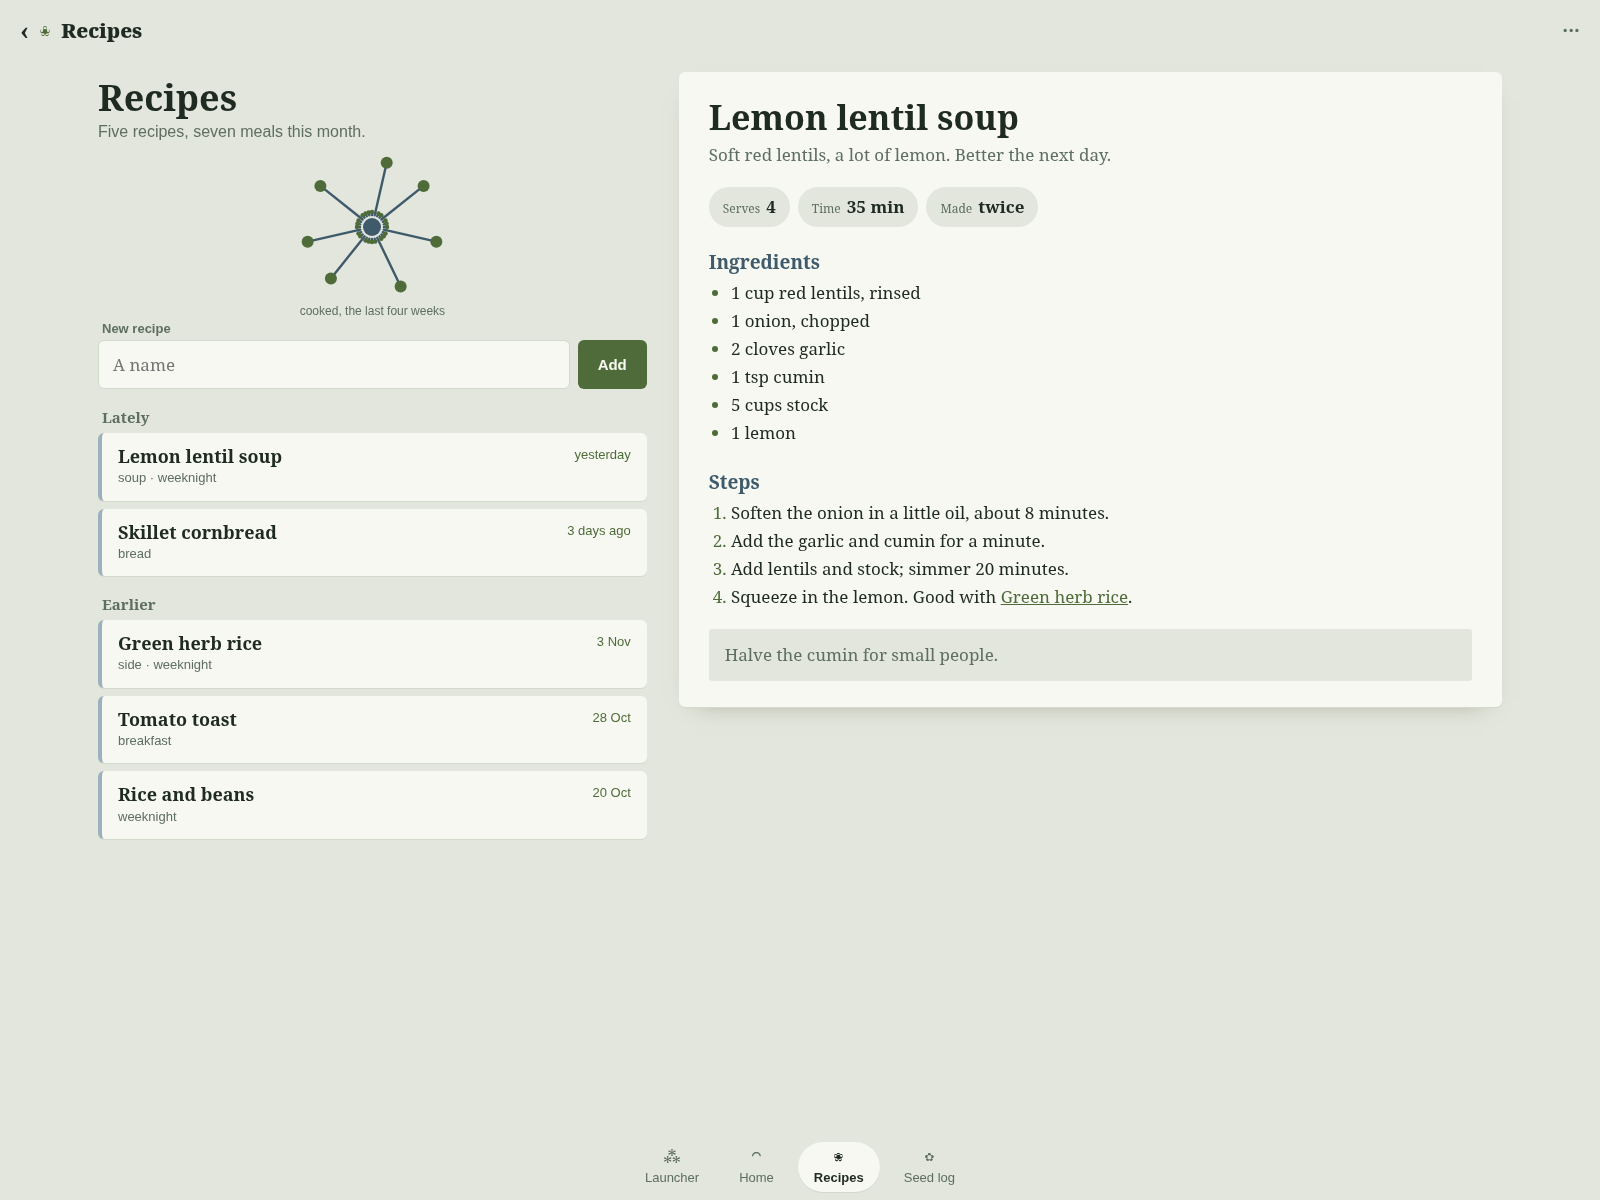 Recipes
Recipes
Five recipes, seven meals this month.
cooked, the last four weeks
New recipe
A name
Add
Lately
Lemon lentil soup
yesterday
soup · weeknight
Skillet cornbread
3 days ago
bread
Earlier
Green herb rice
3 Nov
side · weeknight
Tomato toast
28 Oct
breakfast
Rice and beans
20 Oct
weeknight
Lemon lentil soup
Soft red lentils, a lot of lemon. Better the next day.
Serves 4
Time 35 min
Made twice
Ingredients
• 1 cup red lentils, rinsed
• 1 onion, chopped
• 2 cloves garlic
• 1 tsp cumin
• 5 cups stock
• 1 lemon
Steps
1. Soften the onion in a little oil, about 8 minutes.
2. Add the garlic and cumin for a minute.
3. Add lentils and stock; simmer 20 minutes.
4. Squeeze in the lemon. Good with Green herb rice.
Halve the cumin for small people.
Launcher
Home
Recipes
Seed log